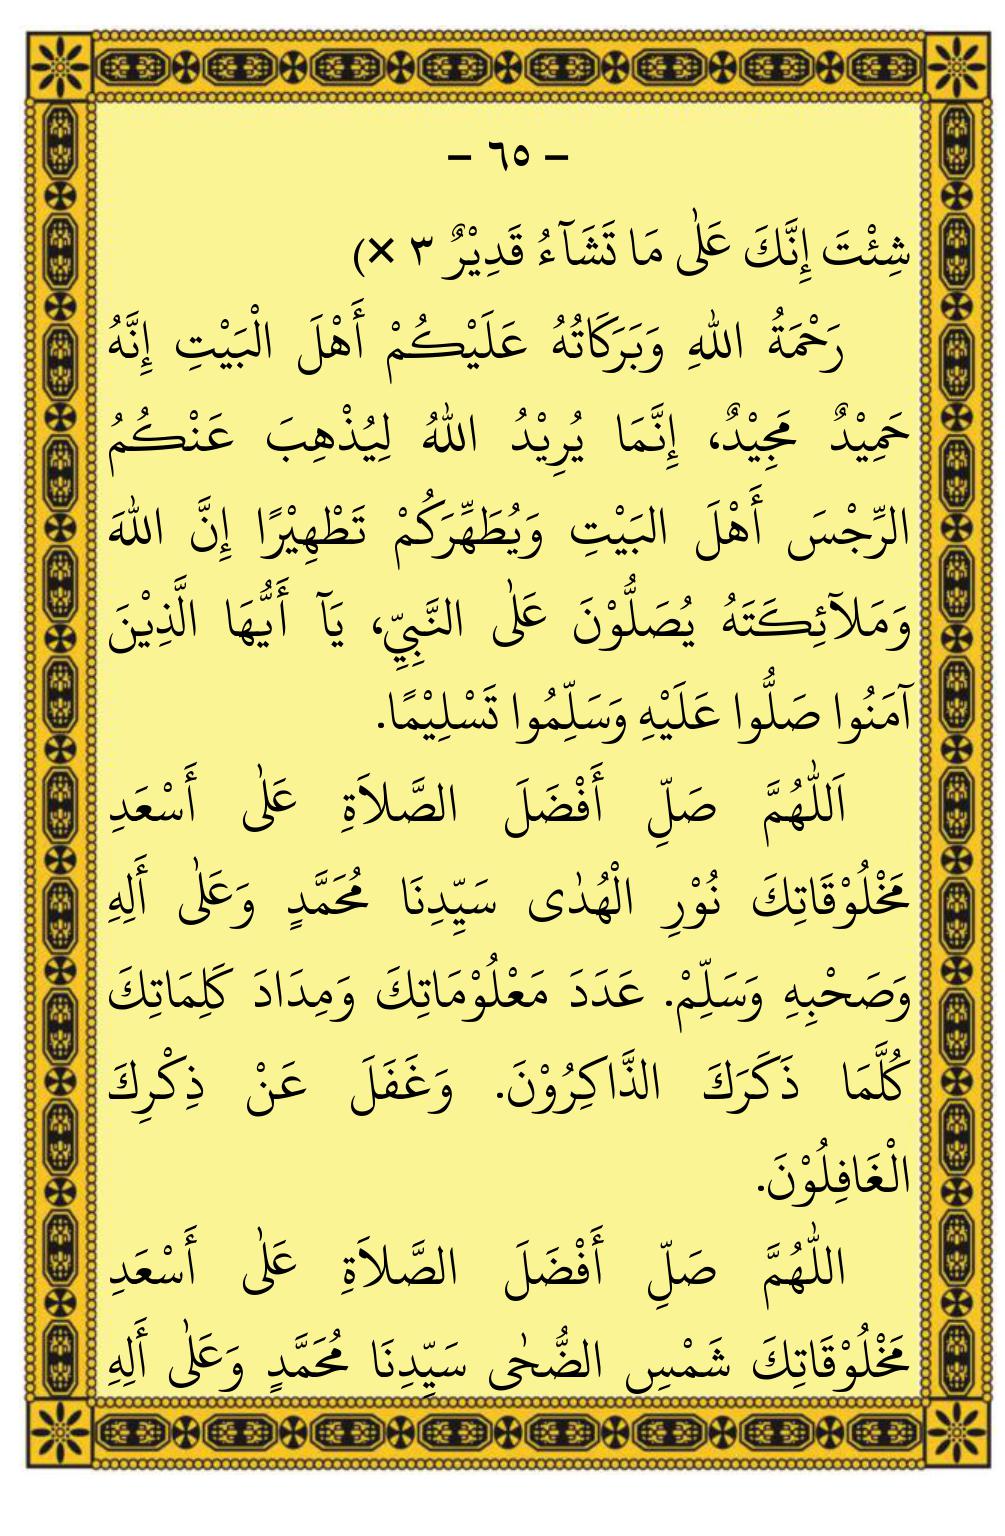 – ٦٥ –
شِئْتَ إِنَّكَ عَلٰى مَا تَشَآءُ قَدِيْرٌ ٣ ×)
رَحْمَةُ اللهِ وَبَرَكَاتُهُ عَلَيْكُمْ أَهْلَ الْبَيْتِ إِنَّهُ
حَمِيْدٌ مَجِيْدٌ، إِنَّمَا يُرِيْدُ اللهُ لِيُذْهِبَ عَنْكُمُ
الرِّجْسَ أَهْلَ البَيْتِ وَيُطَهِّرَكُمْ تَطْهِيْرًا إِنَّ اللهَ
وَمَلآئِكَتَهُ يُصَلُّوْنَ عَلٰى النَّبِيِّ، يَآ أَيُّهَا الَّذِيْنَ
آمَنُوا صَلُّوا عَلَيْهِ وَسَلِّمُوا تَسْلِيْمًا.
اَللّٰهُمَّ صَلِّ أَفْضَلَ الصَّلاَةِ عَلٰى أَسْعَدِ
مَخْلُوْقَاتِكَ نُوْرِ الْهُدٰى سَيِّدِنَا مُحَمَّدٍ وَعَلٰى أَلِهِ
وَصَحْبِهِ وَسَلِّمْ. عَدَدَ مَعْلُوْمَاتِكَ وَمِدَادَ كَلِمَاتِكَ
كُلَّمَا ذَكَرَكَ الذَّاكِرُوْنَ. وَغَفَلَ عَنْ ذِكْرِكَ
الْغَافِلُوْنَ.
اللّٰهُمَّ صَلِّ أَفْضَلَ الصَّلاَةِ عَلٰى أَسْعَدِ
مَخْلُوْقَاتِكَ شَمْسِ الضُّحٰى سَيِّدِنَا مُحَمَّدٍ وَعَلٰى أَلِهِ